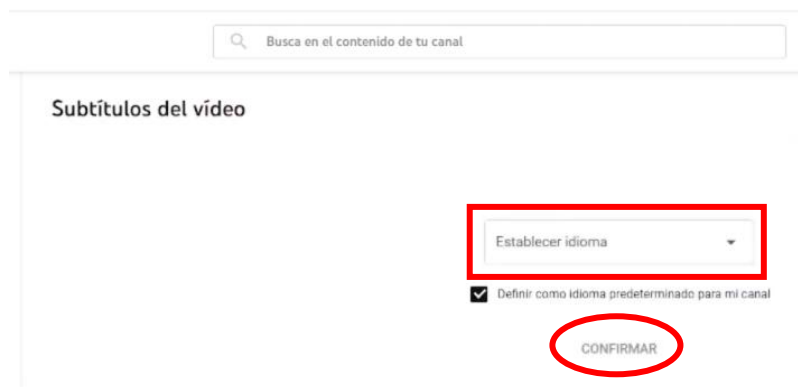 Busca en el contenido de tu canal
Subtítulos del vídeo
Establecer idioma
Definir como idioma predeterminado para mi canal
CONFIRMAR